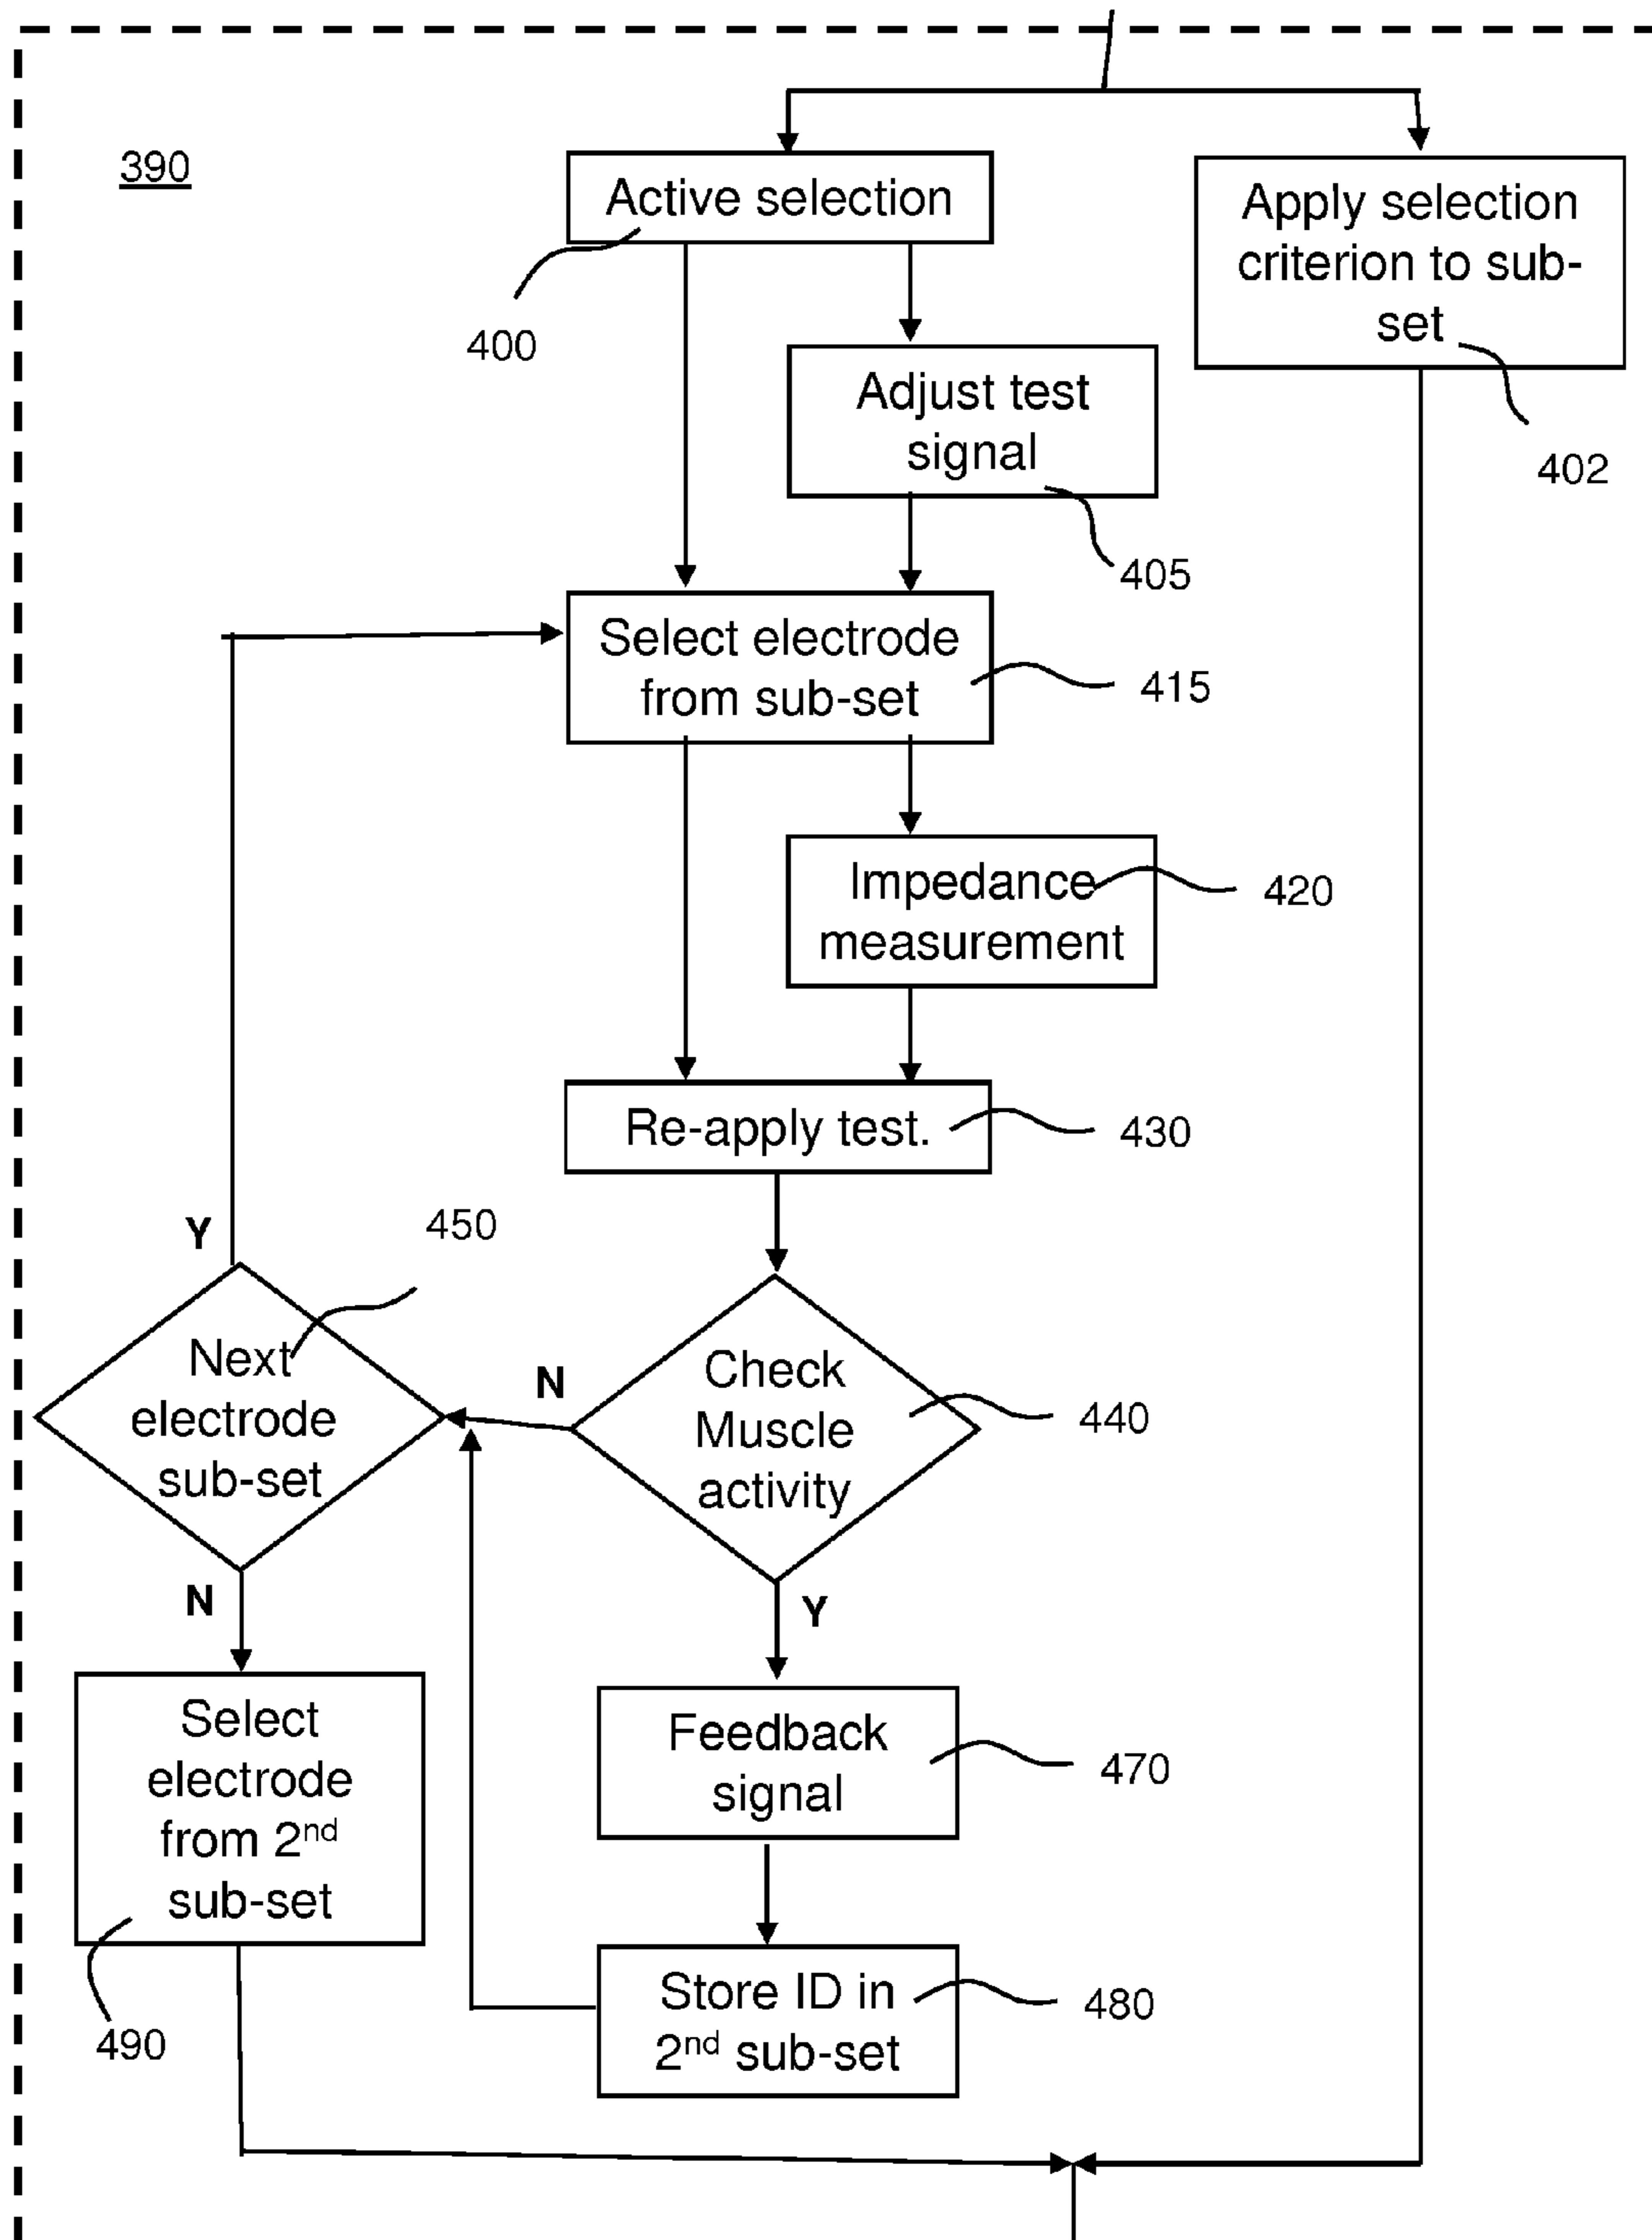 390
Active selection
400
Apply selection
criterion to sub-
set
402
Adjust test
signal
405
Select electrode
from sub-set
415
Impedance
measurement
420
Re-apply test.
430
Y
450
Next
electrode
sub-set
N
Check
Muscle
activity
440
N
Y
Select
electrode
from 2nd
sub-set
490
Feedback
signal
470
Store ID in
2nd sub-set
480